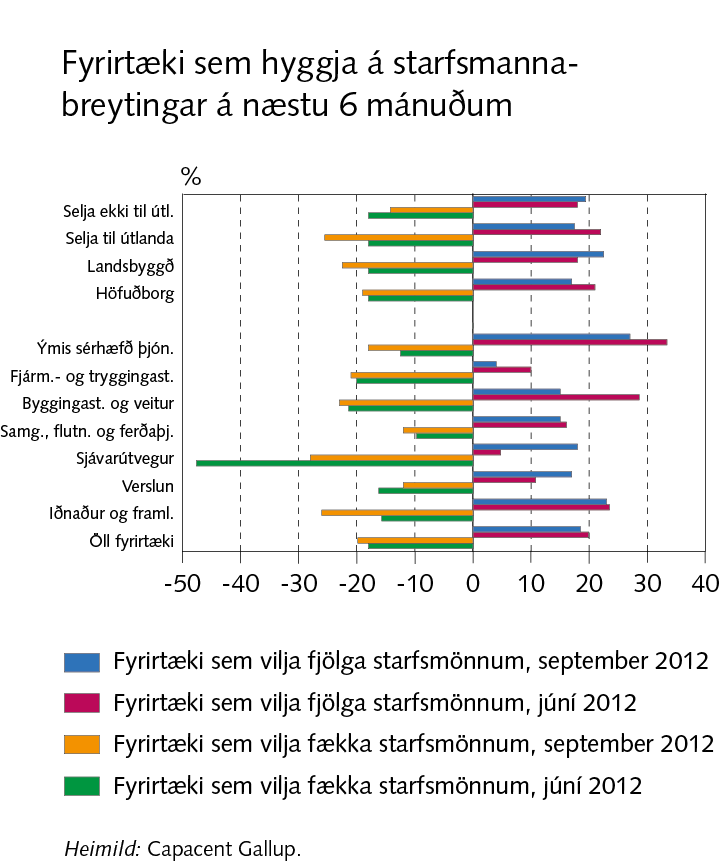 Fyrirtæki sem hyggja á starfsmanna-
breytingar á næstu 6 mánuðum
%
Selja ekki til útl.
Selja til útlanda
Landsbyggð
Höfuðborg
Ýmis sérhæfð þjón.
Fjárm.- og tryggingast.
Byggingast. og veitur
Samg., flutn. og ferðaþj.
Sjávarútvegur
Verslun
Iðnaður og framl.
Öll fyrirtæki
-50 -40 -30 -20 -10 0 10 20 30 40
Fyrirtæki sem vilja fjölga starfsmönnum, september 2012
Fyrirtæki sem vilja fjölga starfsmönnum, júní 2012
Fyrirtæki sem vilja fækka starfsmönnum, september 2012
Fyrirtæki sem vilja fækka starfsmönnum, júní 2012
Heimild: Capacent Gallup.